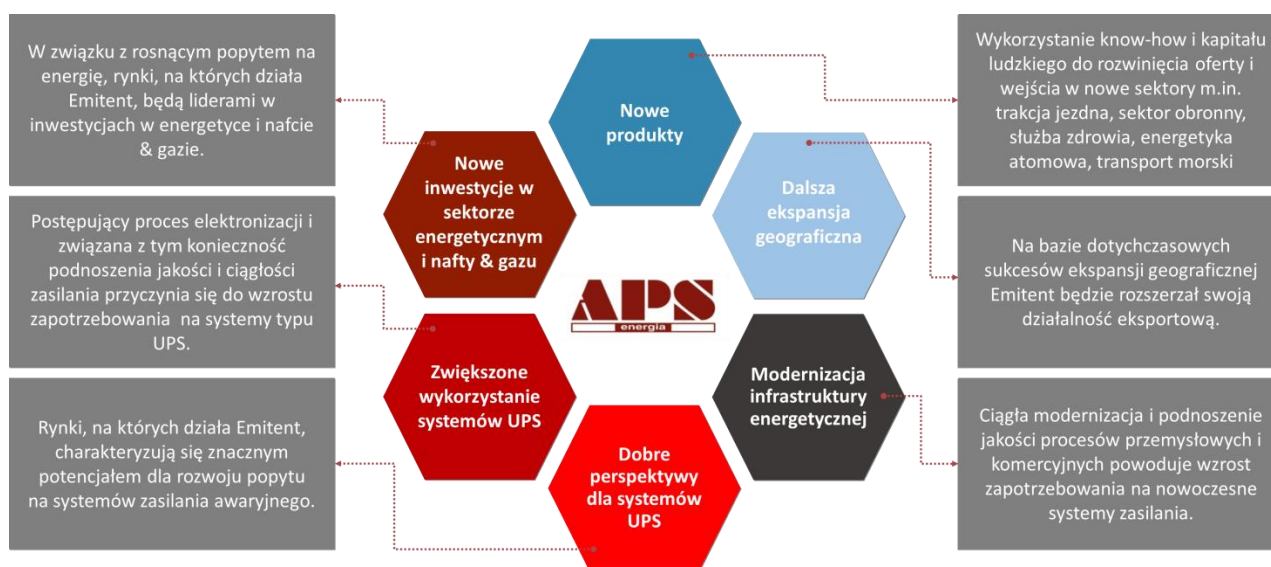 W związku z rosnącym popytem na
energię, rynki, na których działa
Emitent, będą liderami w
inwestycjach w energetyce i nafcie
& gazie.
Postępujący proces elektronizacji i
związana z tym konieczność
podnoszenia jakości i ciągłości
zasilania przyczynia się do wzrostu
zapotrzebowania na systemy typu
UPS.
Rynki, na których działa Emitent,
charakteryzują się znacznym
potencjałem dla rozwoju popytu
na systemów zasilania awaryjnego.
Nowe
produkty
Nowe
inwestycje w
sektorze
energetycznym
i nafty & gazu
Dalsza
ekspansja
geograficzna
APS
energia
Zwiększone
wykorzystanie
systemów UPS
Modernizacja
infrastruktury
energetycznej
Dobre
perspektywy
dla systemów
UPS
Wykorzystanie know-how i kapitału
ludzkiego do rozwinięcia oferty i
wejścia w nowe sektory m.in.
trakcja jezdna, sektor obronny,
służba zdrowia, energetyka
atomowa, transport morski
Na bazie dotychczasowych
sukcesów ekspansji geograficznej
Emitent będzie rozszerzał swoją
działalność eksportową.
Ciągła modernizacja i podnoszenie
jakości procesów przemysłowych i
komercyjnych powoduje wzrost
zapotrzebowania na nowoczesne
systemy zasilania.